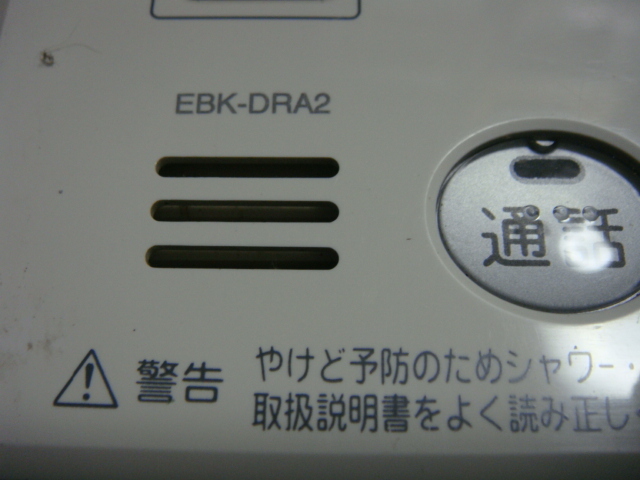 EBK-DRA2
通話
警告
やけど予防のためシャワー・
取扱説明書をよく読み正し